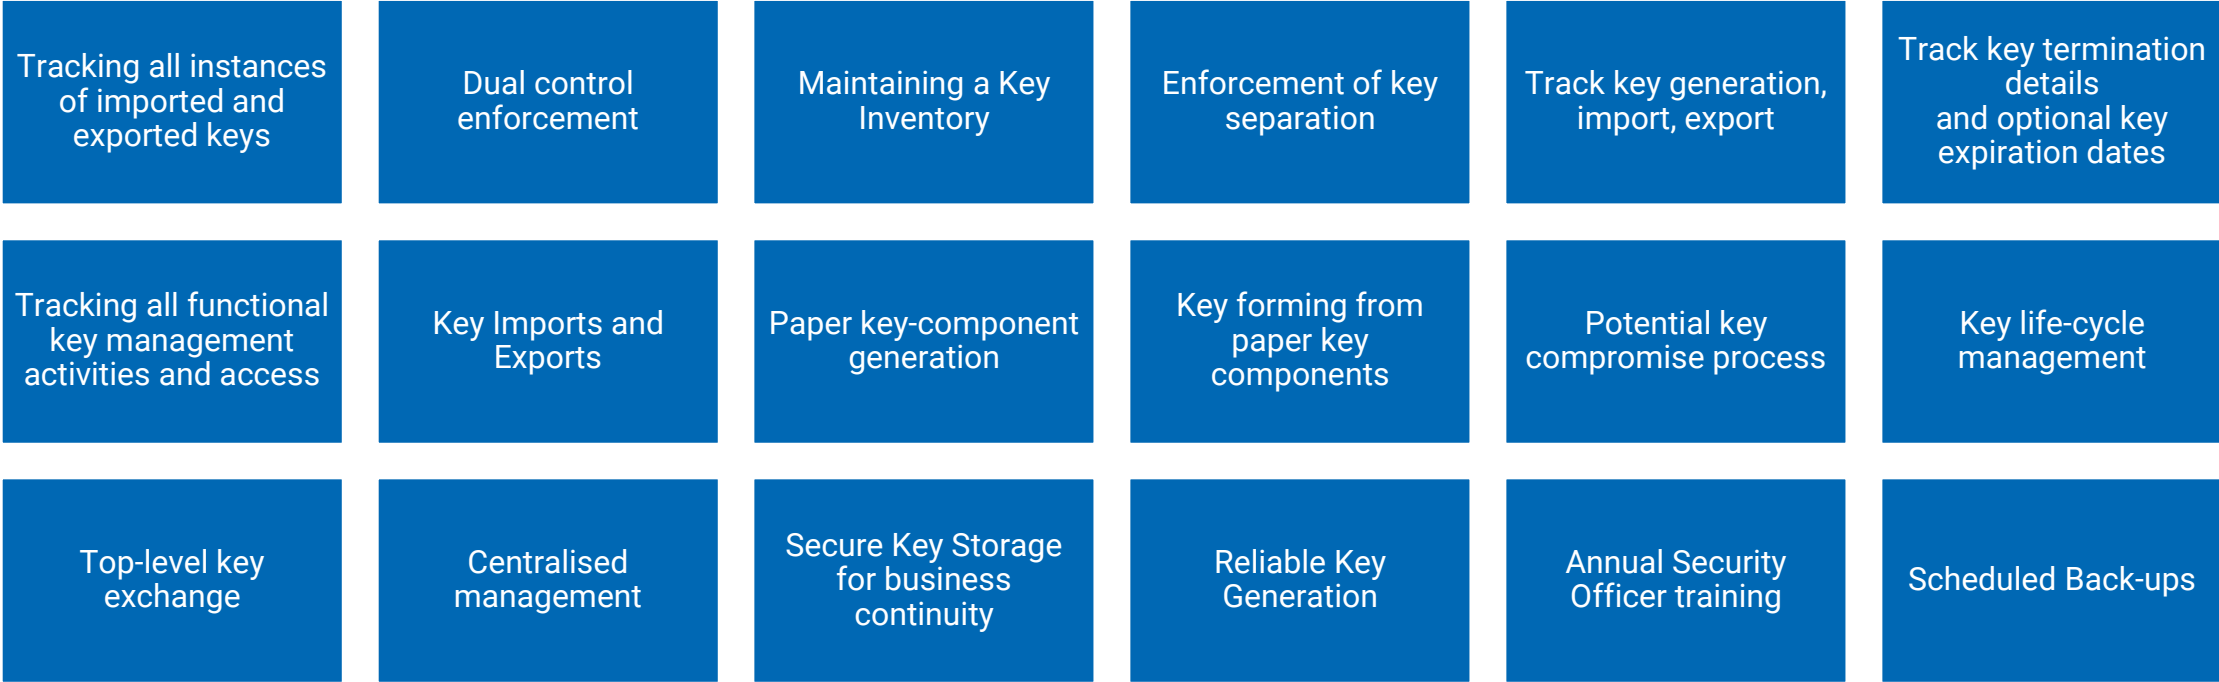 Tracking all instances
of imported and
exported keys
Dual control
enforcement
Maintaining a Key
Inventory
Enforcement of key
separation
Track key generation,
import, export
Track key termination
details
and optional key
expiration dates
Tracking all functional
key management
activities and access
Key Imports and
Exports
Paper key-component
generation
Key forming from
paper key
components
Potential key
compromise process
Key life-cycle
management
Top-level key
exchange
Centralised
management
Secure Key Storage
for business
continuity
Reliable Key
Generation
Annual Security
Officer training
Scheduled Back-ups